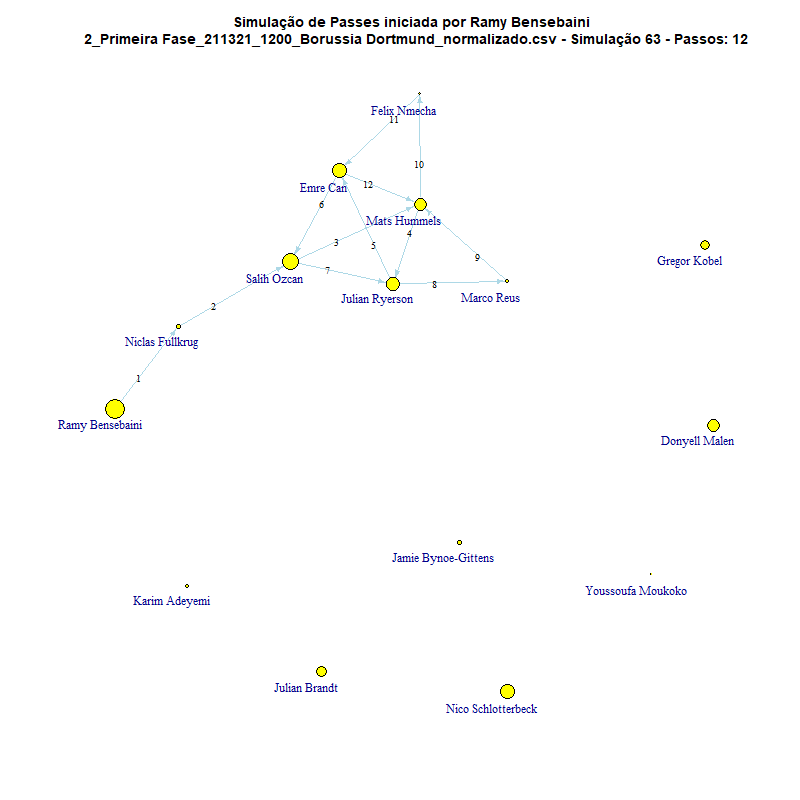 Simulação de Passes iniciada por Ramy Bensebaini
2_Primeira Fase_211321_1200_Borussia Dortmund_normalizado.csv - Simulação 63 - Passos: 12
Felix Nmecha
11
10
Emre Can
12
6
Mats Hummels
4
3
5
9
7
Gregor Kobel
Salih Ozcan
8
Julian Ryerson
Marco Reus
2
Niclas Fullkrug
1
Ramy Bensebaini
Donyell Malen
Jamie Bynoe-Gittens
Youssoufa Moukoko
Karim Adeyemi
Julian Brandt
Nico Schlotterbeck